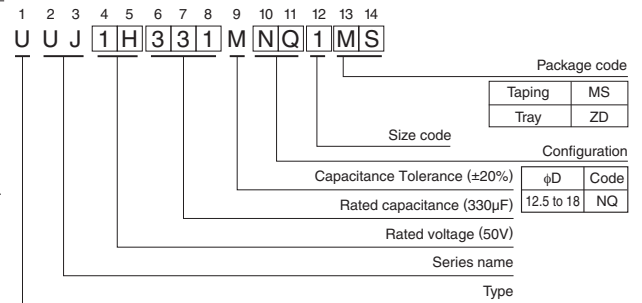 1 2 3 4 5 6 7 8 9 10 11 12 13 14
U U J 1 H 3 3 1 M N Q 1 M S
Package code
Taping MS
Tray ZD
Size code
Configuration
Capacitance Tolerance (±20%)
ϕD Code
12.5 to 18 NQ
Rated capacitance (330µF)
Rated voltage (50V)
Series name
Type